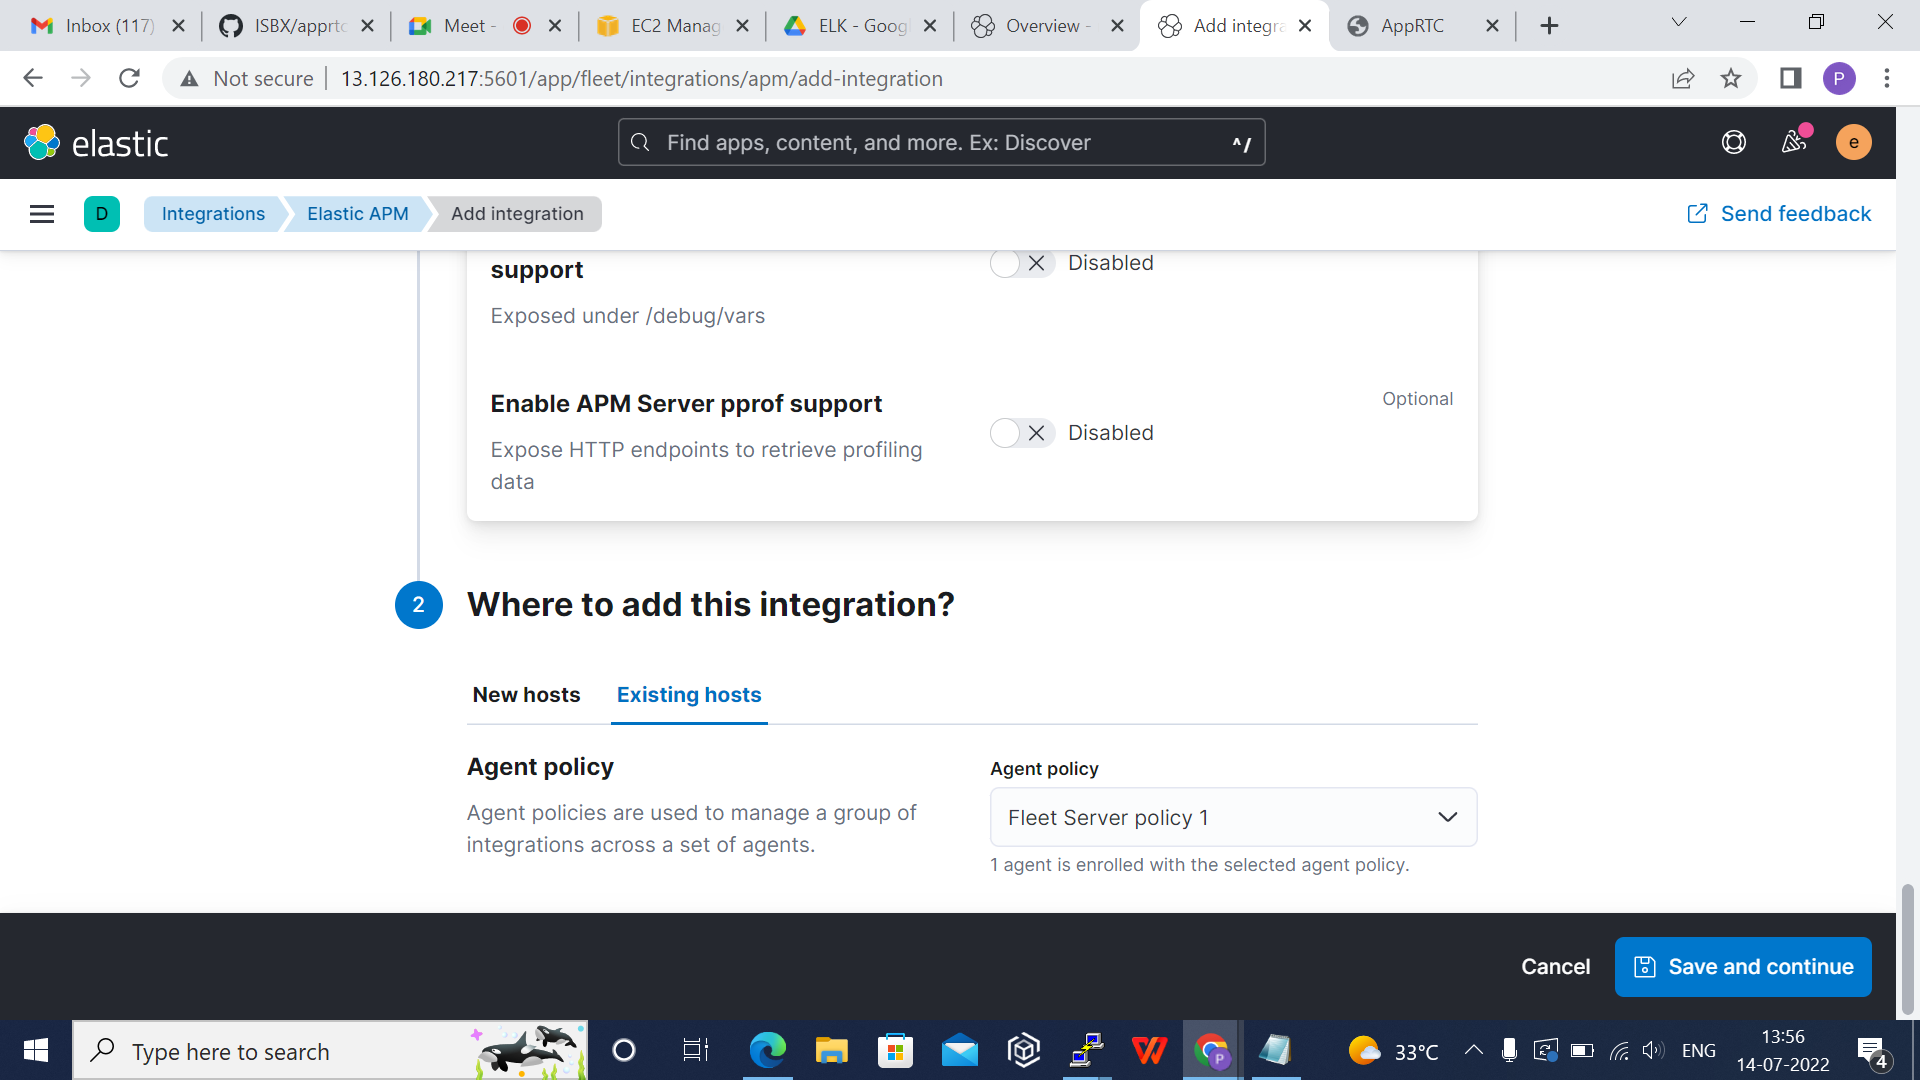 Inbox (117)
ISBX/apprtc
Meet -
EC2 Manag
ELK - Goog
Overview -
Add integra
AppRTC
Not secure
13.126.180.217:5601/app/fleet/integrations/apm/add-integration
P
elastic
Find apps, content, and more. Ex: Discover
^/
e
D
Integrations
Elastic APM
Add integration
Send feedback
support
Disabled
Exposed under /debug/vars
Enable APM Server pprof support
Optional
Disabled
Expose HTTP endpoints to retrieve profiling
data
2
Where to add this integration?
New hosts
Existing hosts
Agent policy
Agent policy
Agent policies are used to manage a group of
integrations across a set of agents.
Fleet Server policy 1
1 agent is enrolled with the selected agent policy.
Cancel
Save and continue
Type here to search
P
33°C
ENG
13:56
14-07-2022
4